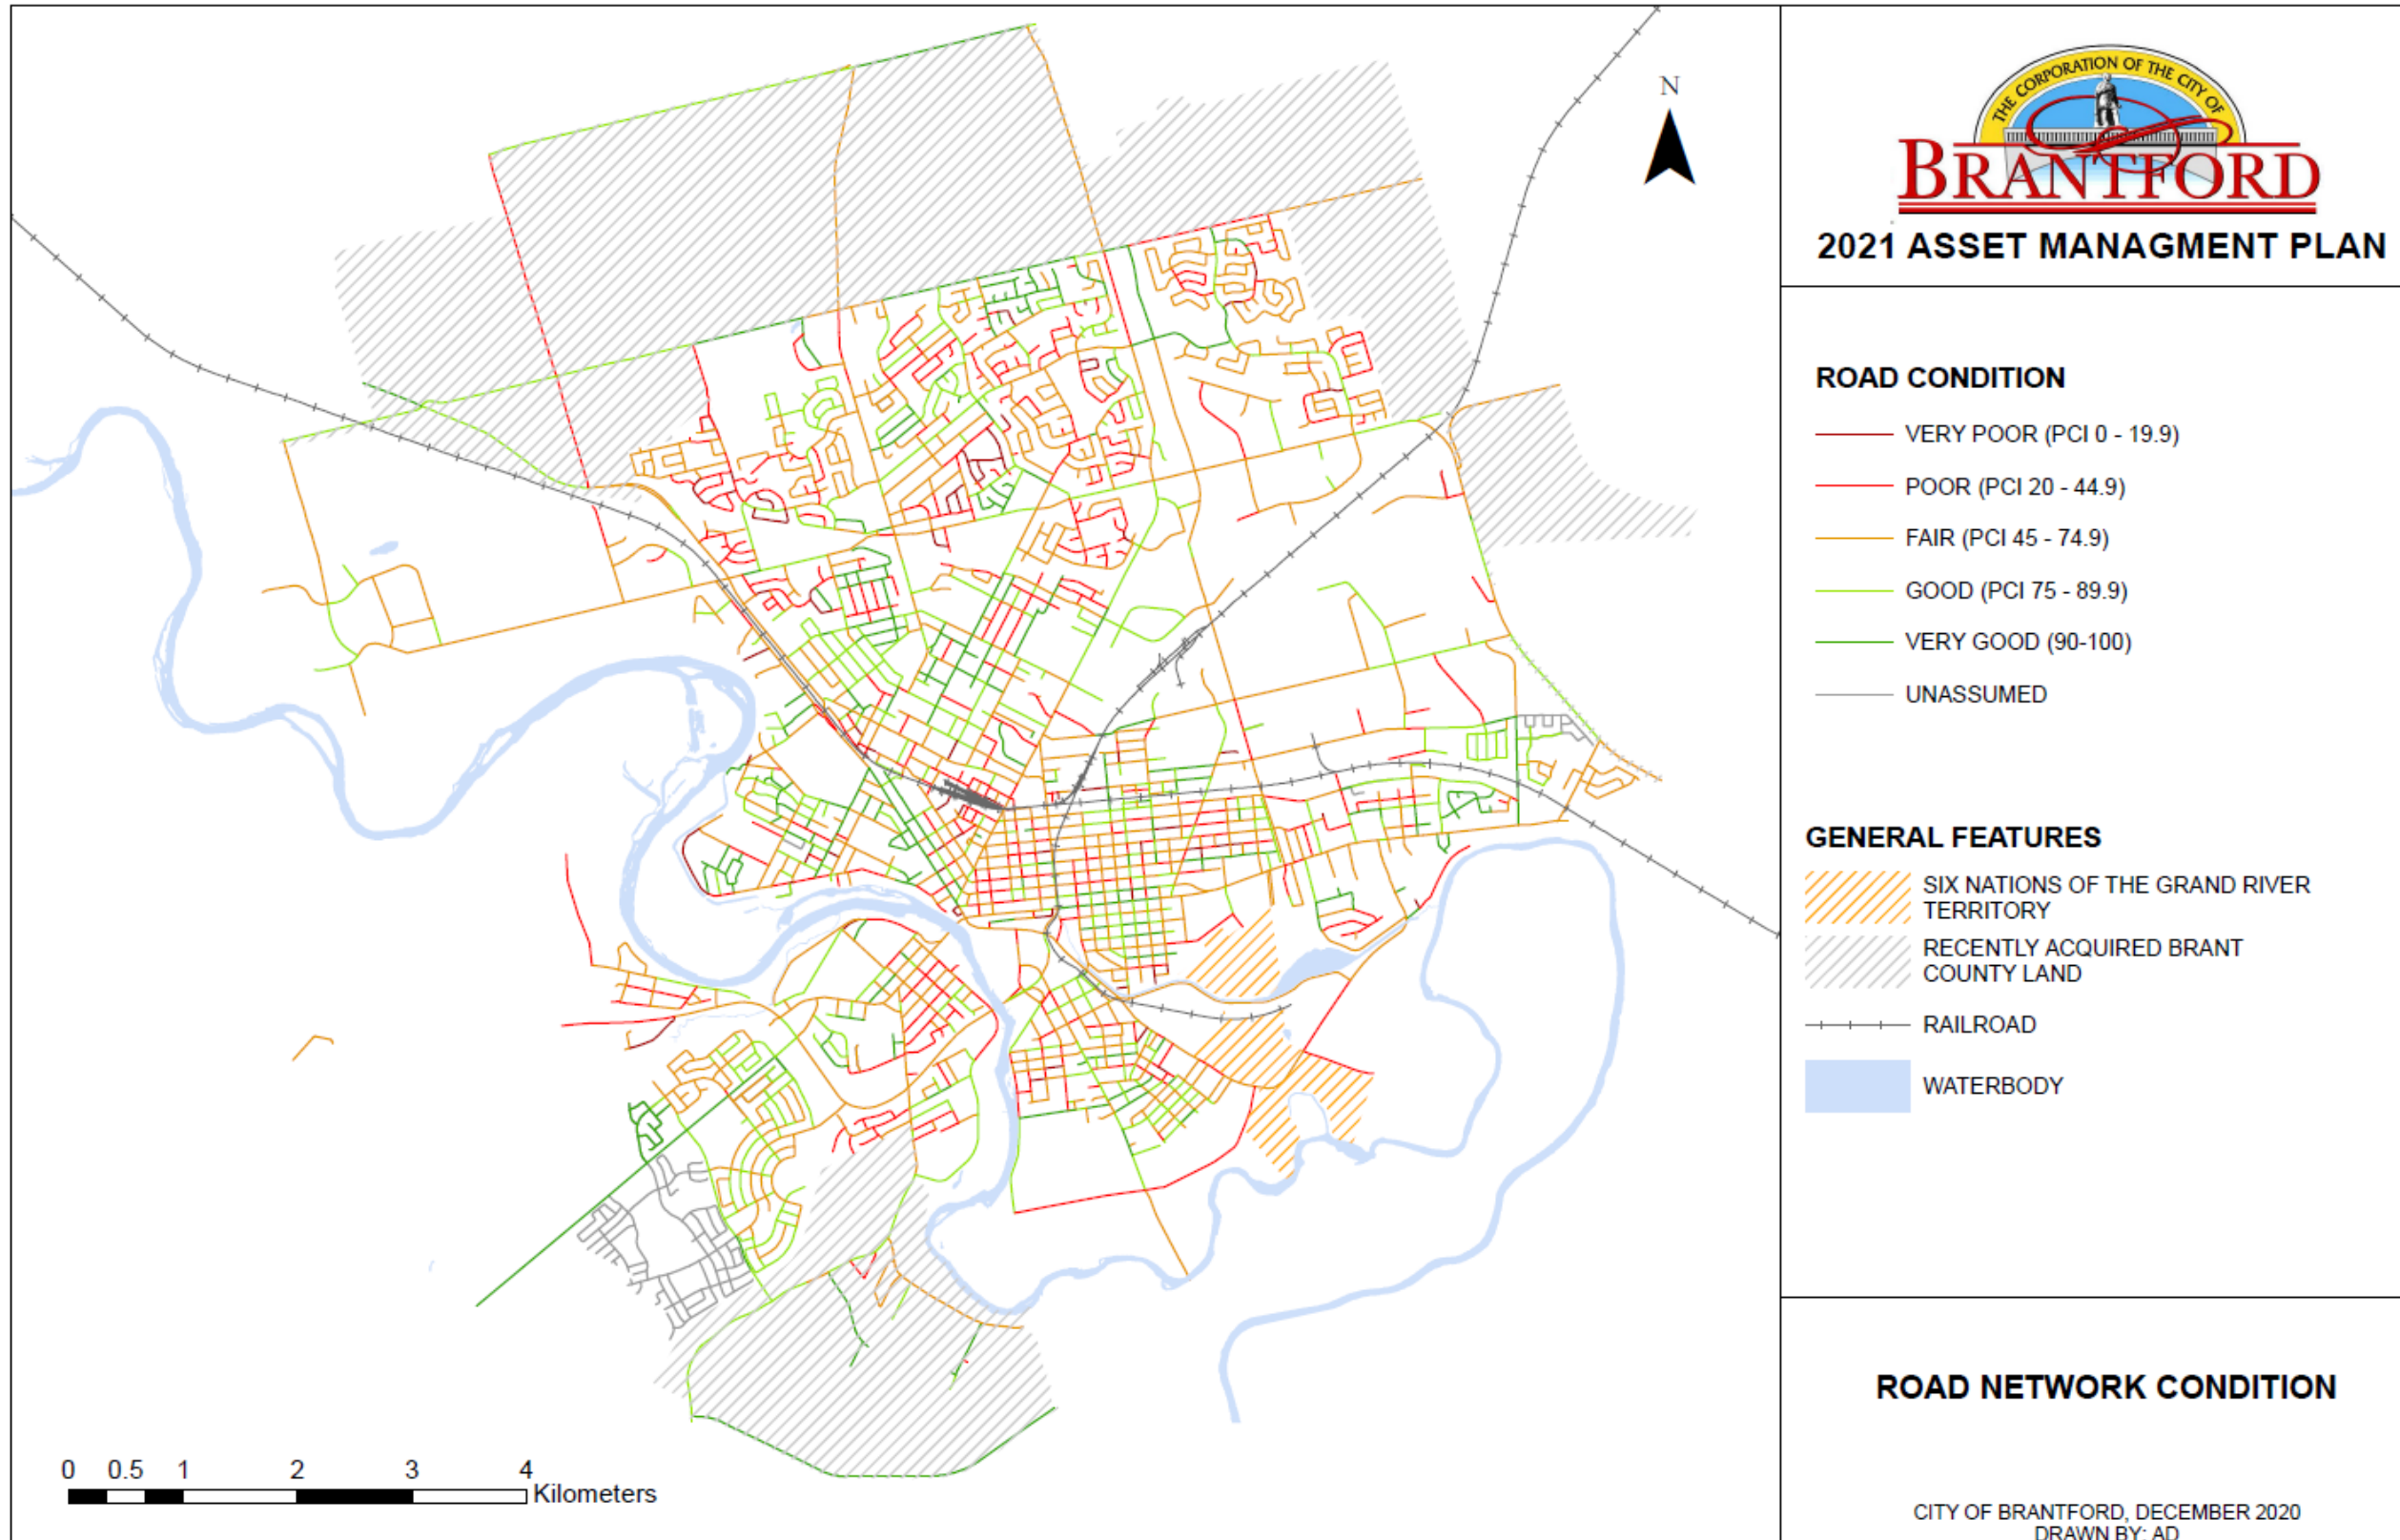 N
THE CORPORATION OF THE CITY OF
BRANTFORD
2021 ASSET MANAGMENT PLAN
ROAD CONDITION
VERY POOR (PCI 0 - 19.9)
POOR (PCI 20 - 44.9)
FAIR (PCI 45 - 74.9)
GOOD (PCI 75 - 89.9)
VERY GOOD (90-100)
UNASSUMED
GENERAL FEATURES
SIX NATIONS OF THE GRAND RIVER
TERRITORY
RECENTLY ACQUIRED BRANT
COUNTY LAND
RAILROAD
WATERBODY
0 0.5 1 2 3 4
Kilometers
ROAD NETWORK CONDITION
CITY OF BRANTFORD, DECEMBER 2020
DRAWN BY: AD